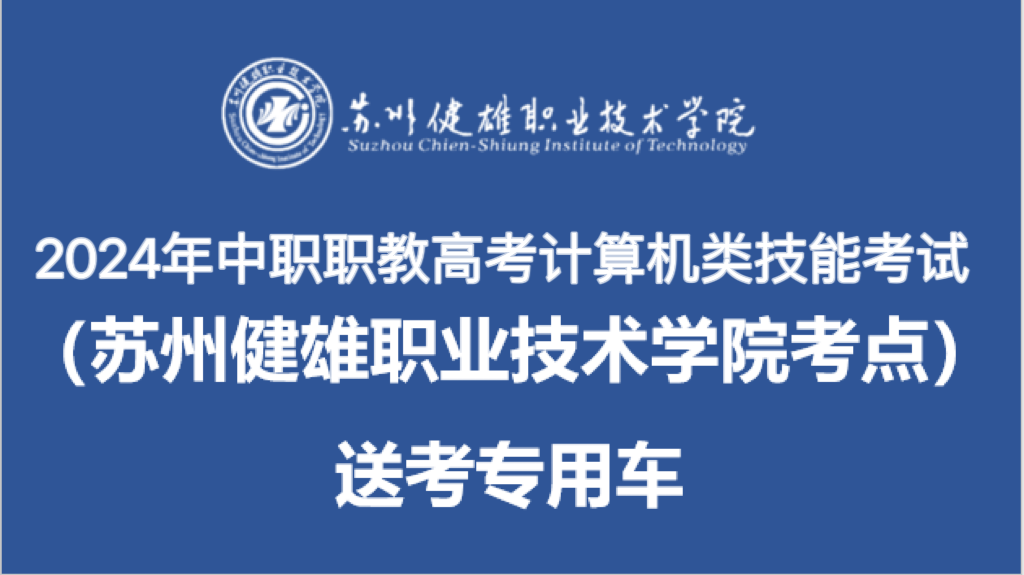 苏州健雄职业技术学院
Suzhou Chien-Shiung Institute of Technology
2024年中职职教高考计算机类技能考试
（苏州健雄职业技术学院考点）
送考专用车